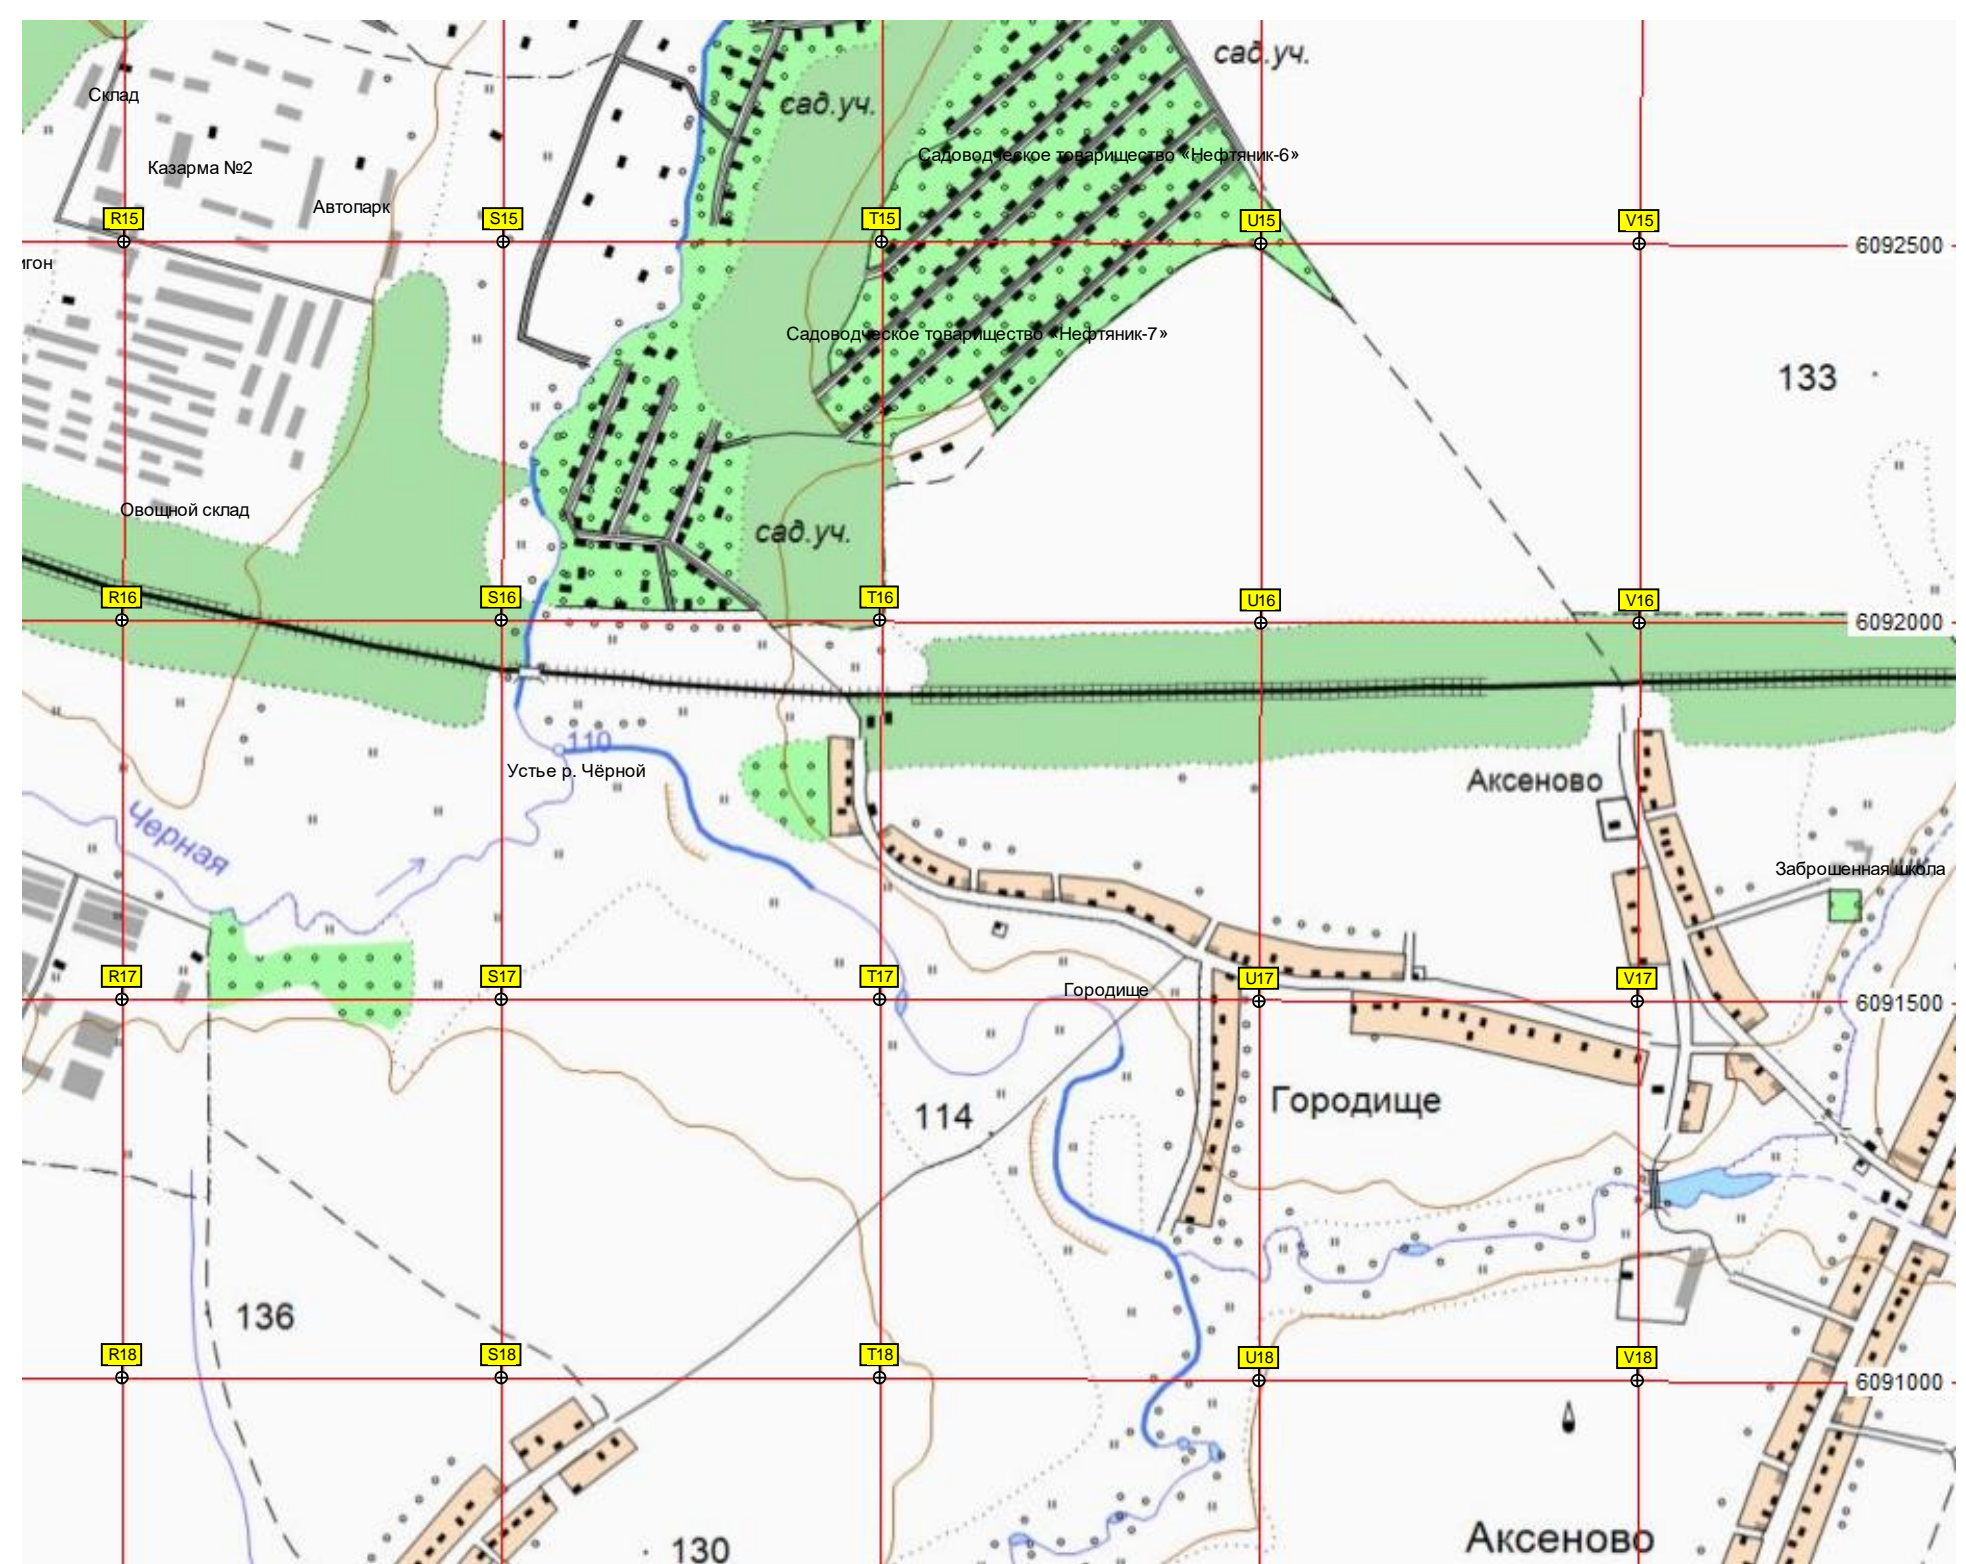 сад.уч.
Склад
сад.уч.
Казарма №2
Садоводческое товарищество «Нефтяник-6»
Автопарк
R15
S15
T15
U15
V15
6092500
игон
Садоводческое товарищество «Нефтяник-7»
133
Овощной склад
сад.уч.
R16
S16
T16
U16
V16
6092000
110
Устье р. Чёрной
Аксеново
Черная
Заброшенная школа
R17
S17
T17
U17
V17
Городище
6091500
114
Городище
136
R18
S18
T18
U18
V18
6091000
130
Аксеново